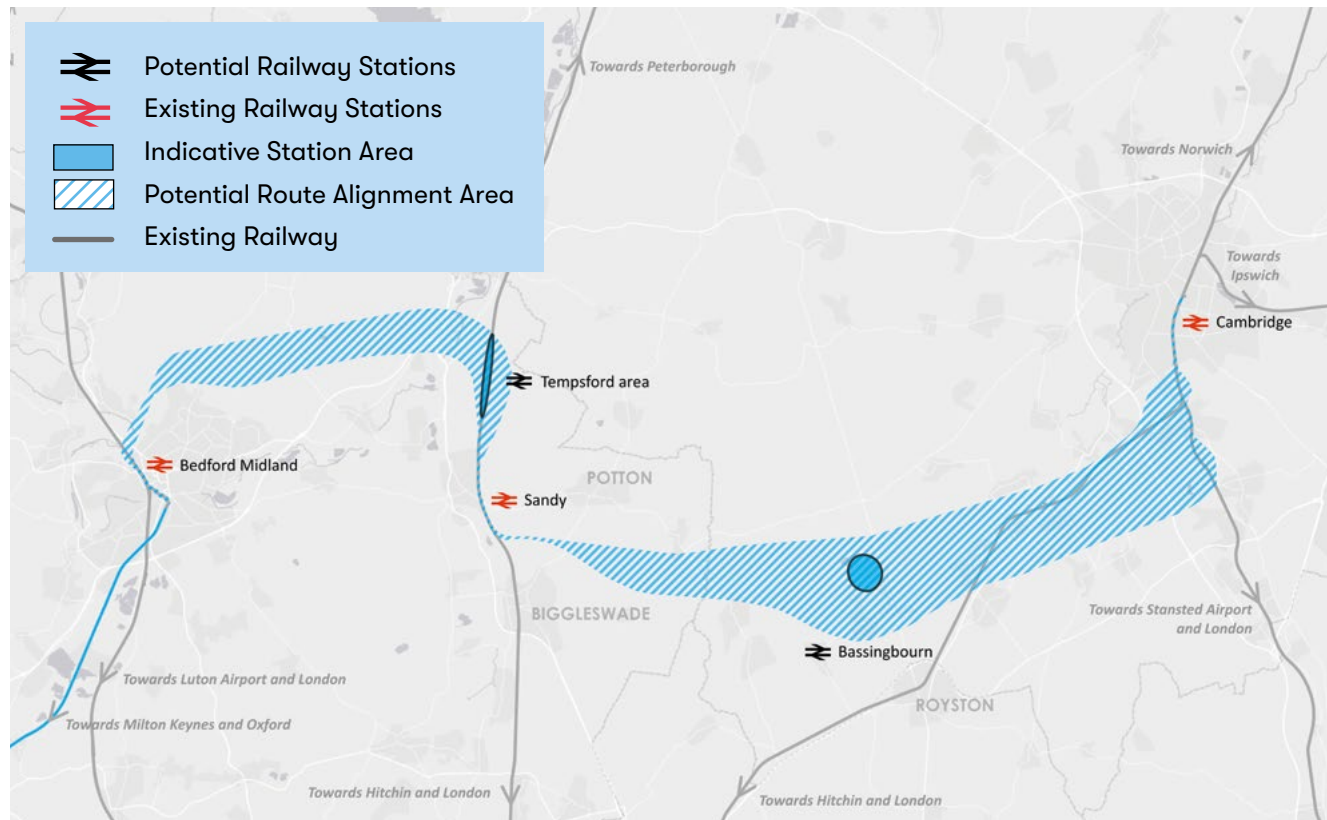 Potential Railway Stations
Existing Railway Stations
Indicative Station Area
Potential Route Alignment Area
Existing Railway
Towards Peterborough
Towards Norwich
Towards
Ipswich
Cambridge
Tempsford area
Bedford Midland
POTTON
Sandy
BIGGLESWADE
Towards Stansted Airport
and London
Bassingbourn
Towards Luton Airport and London
ROYSTON
Towards Milton Keynes and Oxford
Towards Hitchin and London
Towards Hitchin and London